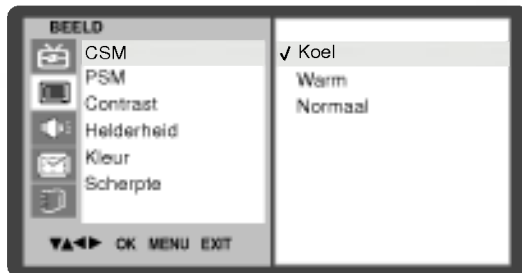 BEELD
CSM
PSM
Contrast
Helderheid
Kleur
Scherpte
▼▲◀▶ OK MENU EXIT
✓ Koel
Warm
Normaal